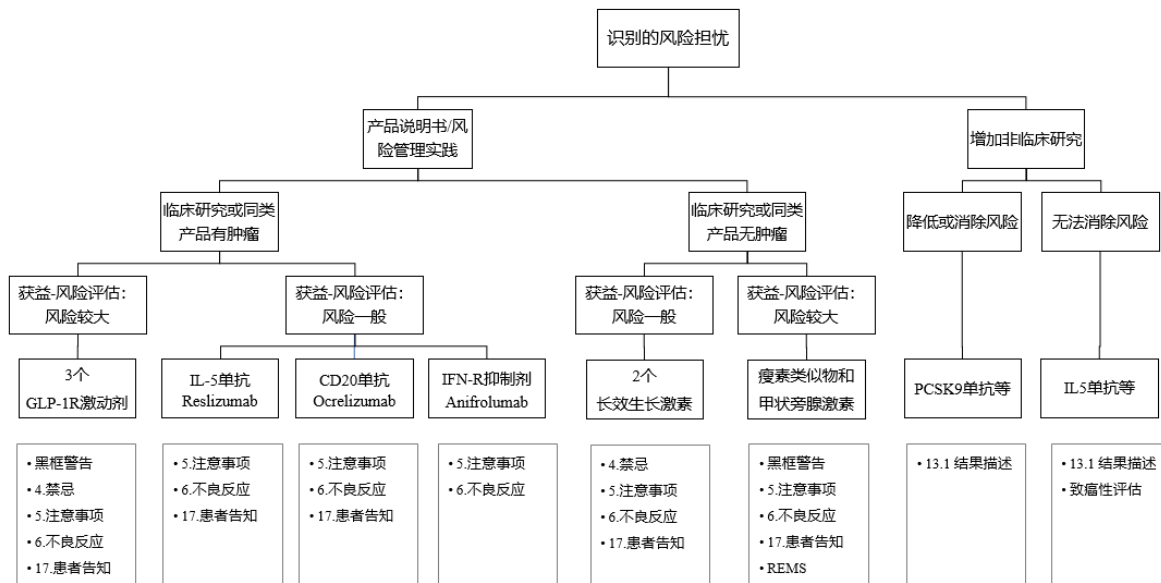 识别的风险担忧
产品说明书/风
险管理实践
增加非临床研究
临床研究或同类
产品有肿瘤
临床研究或同类
产品无肿瘤
降低或消除风险
无法消除风险
获益-风险评估：
风险较大
获益-风险评估：
风险一般
获益-风险评估：
风险一般
获益-风险评估：
风险较大
3个
GLP-1R激动剂
IL-5单抗
Reslizumab
CD20单抗
Ocrelizumab
IFN-R抑制剂
Anifrolumab
2个
长效生长激素
瘦素类似物和
甲状旁腺激素
PCSK9单抗等
IL5单抗等
• 黑框警告
• 4.禁忌
• 5.注意事项
• 6.不良反应
• 17.患者告知
• 5.注意事项
• 6.不良反应
• 17.患者告知
• 5.注意事项
• 6.不良反应
• 17.患者告知
• 5.注意事项
• 6.不良反应
• 4.禁忌
• 5.注意事项
• 6.不良反应
• 17.患者告知
• 黑框警告
• 5.注意事项
• 6.不良反应
• 17.患者告知
• REMS
• 13.1 结果描述
• 13.1 结果描述
• 致癌性评估